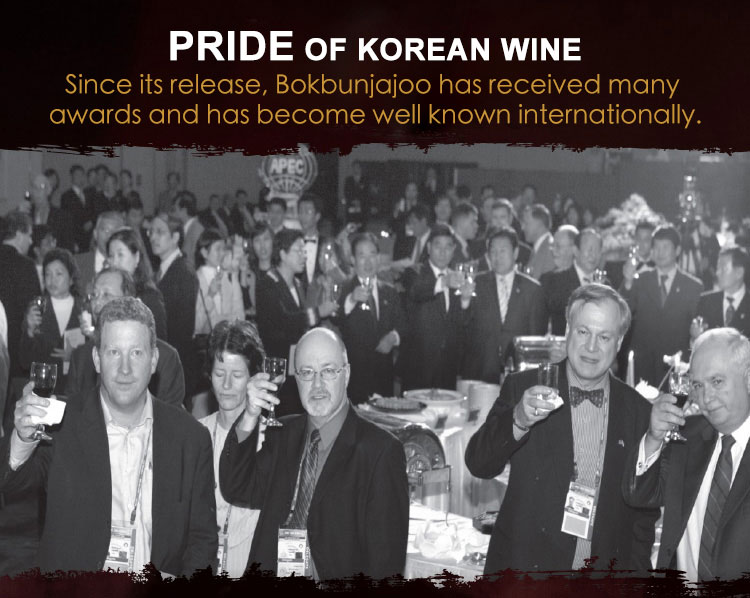 PRIDE OF KOREAN WINE
Since its release, Bokbunjajoo has received many
awards and has become well known internationally.
APEC